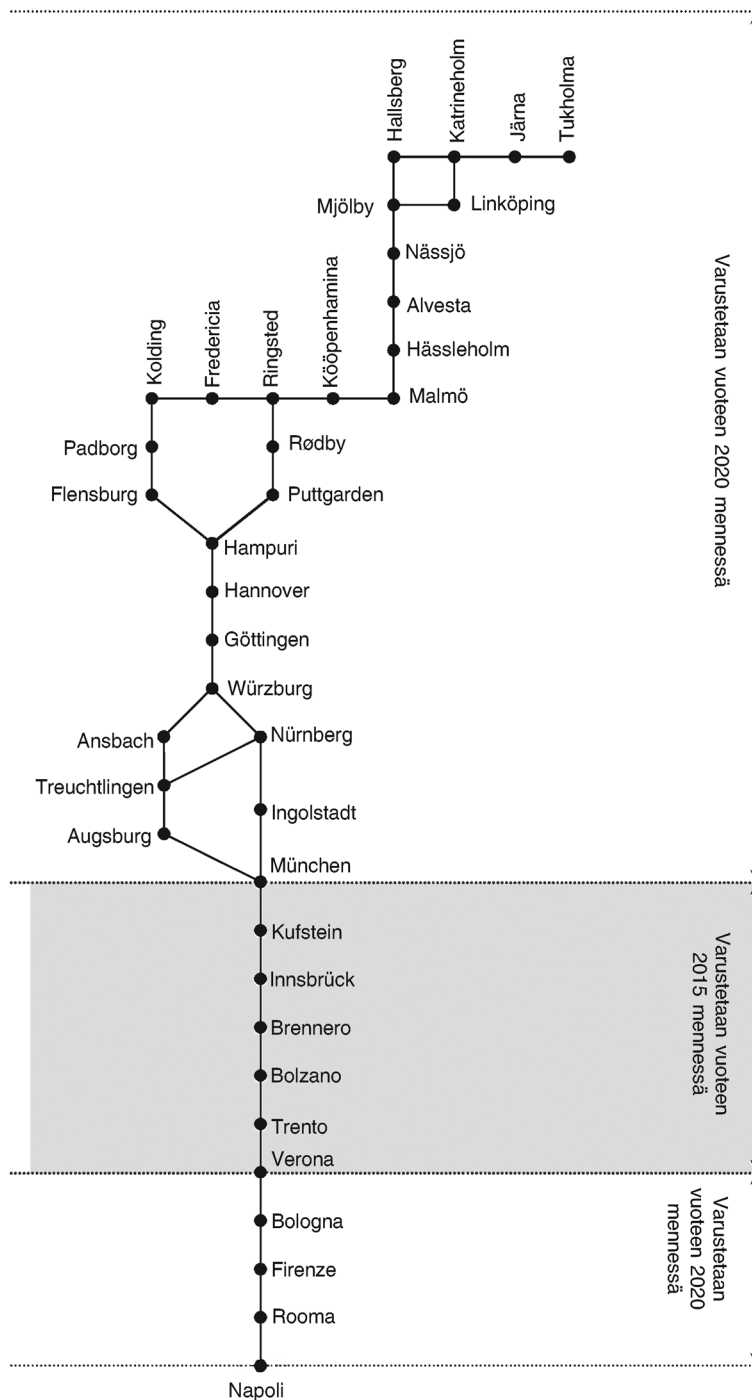 Hallsberg
Katrineholm
Järna
Tukholma
Mjölby
Linköping
Nässjö
Alvesta
Hässleholm
Malmö
Kööpenhamina
Ringsted
Fredericia
Kolding
Padborg
Rødby
Flensburg
Puttgarden
Hampuri
Hannover
Göttingen
Würzburg
Ansbach
Nürnberg
Treuchtlingen
Ingolstadt
Augsburg
München
Varustetaan vuoteen 2020 mennessä
Kufstein
Innsbrück
Brennero
Bolzano
Trento
Verona
Varustetaan vuoteen
2015 mennessä
Bologna
Firenze
Rooma
Napoli
Varustetaan
vuoteen 2020
mennessä